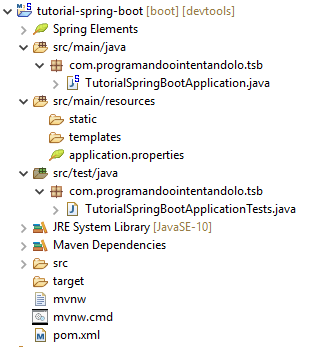 tutorial-spring-boot [boot] [devtools]
Spring Elements
src/main/java
com.programandoointentandolo.tsb
TutorialSpringBootApplication.java
src/main/resources
static
templates
application.properties
src/test/java
com.programandoointentandolo.tsb
TutorialSpringBootApplicationTests.java
JRE System Library [JavaSE-10]
Maven Dependencies
src
target
mvnw
mvnw.cmd
pom.xml